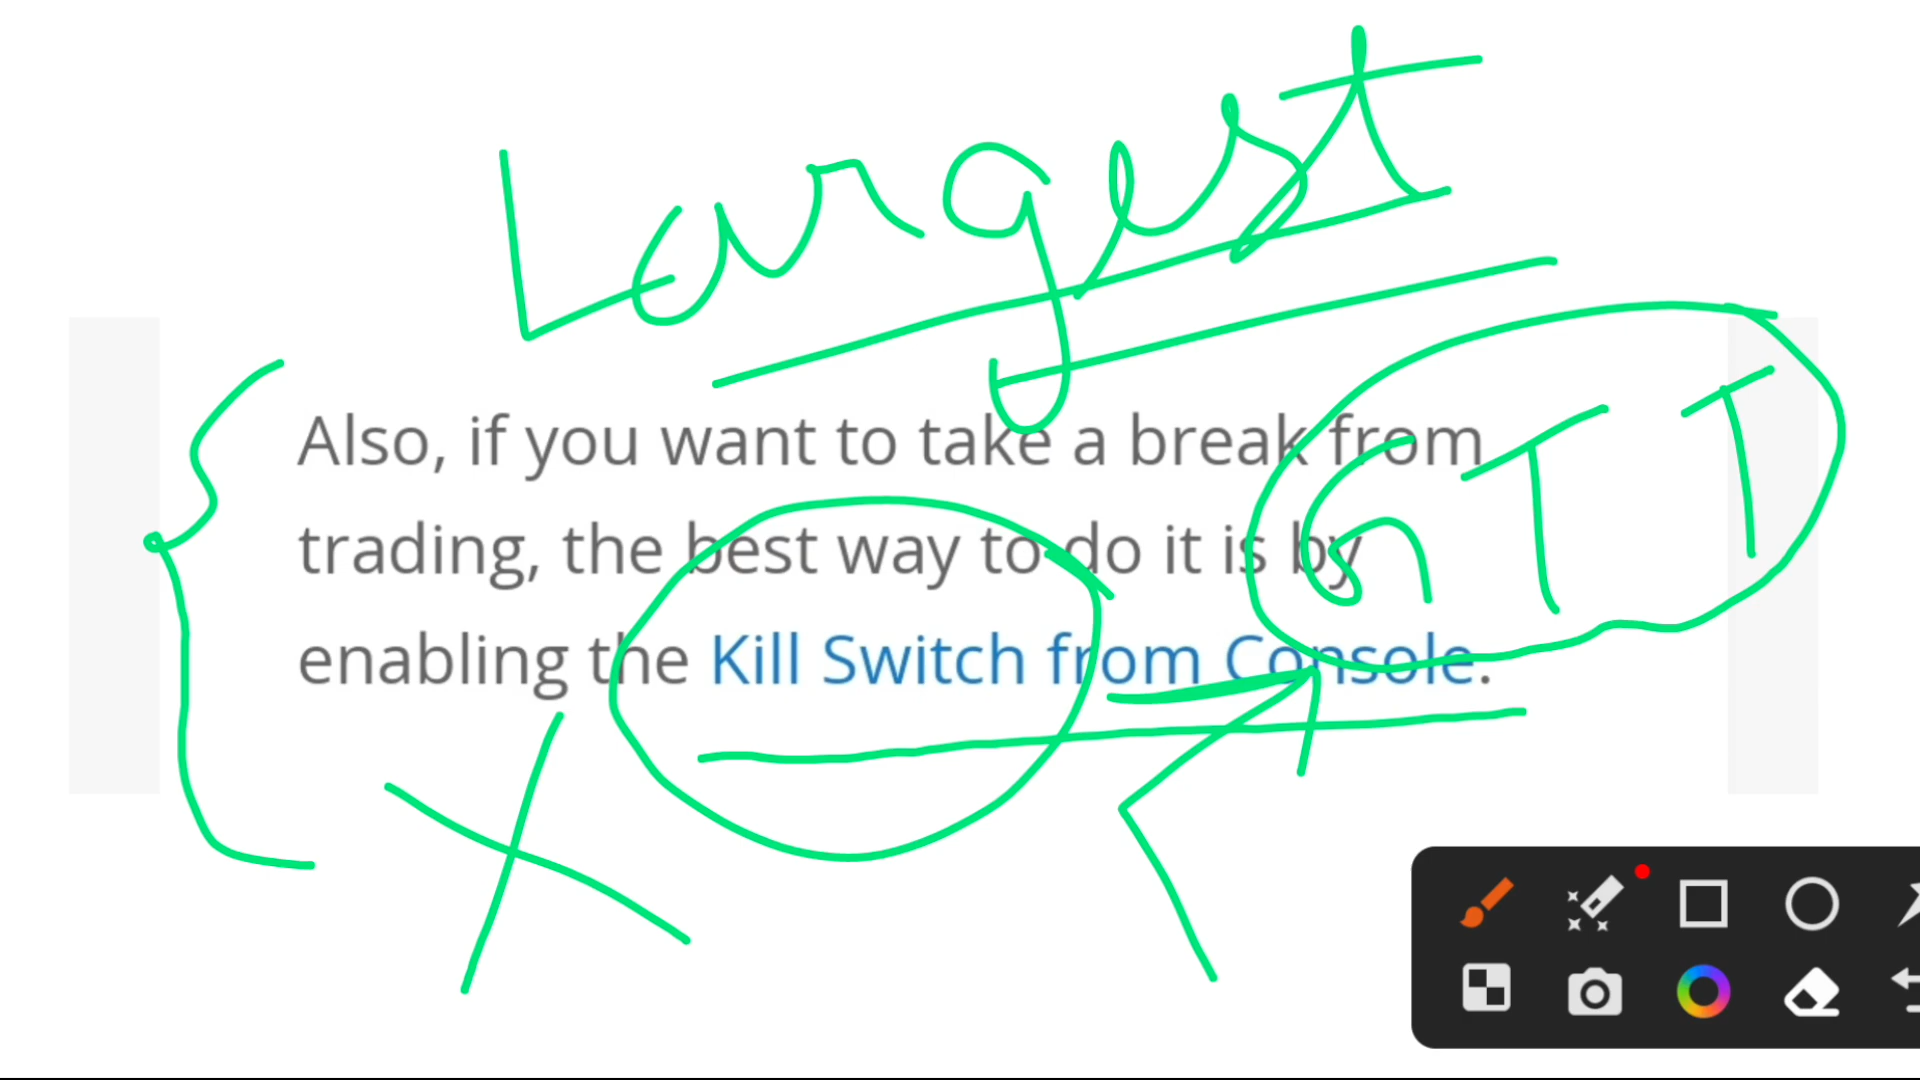 Largest
Also, if you want to take a break from
GTT
trading, the best way to do it is by
enabling the Kill Switch from Console.